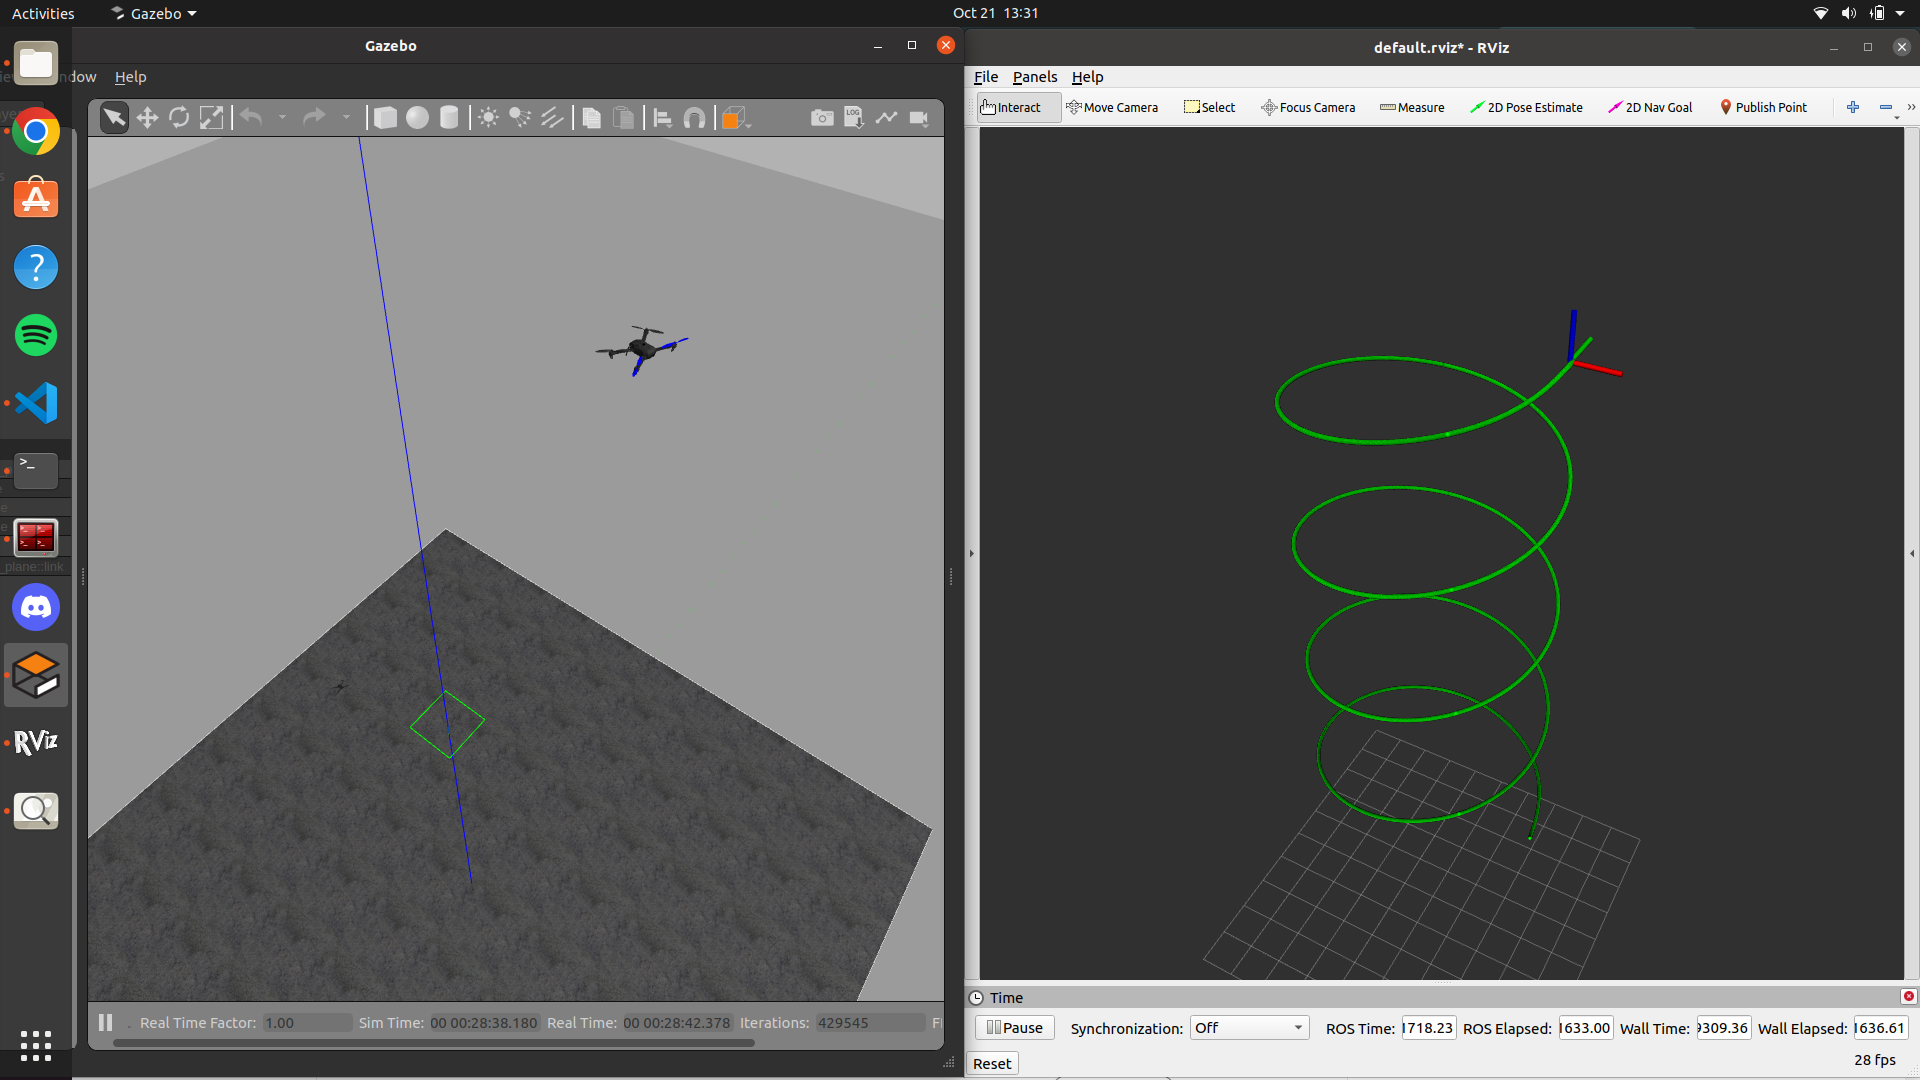 Activities Gazebo Oct 21 13:31
Gazebo
ndow Help
LOG
_plane::link
RViz
Real Time Factor: 1.00 Sim Time: 00 00:28:38.180 Real Time: 00 00:28:42.378 Iterations: 429545
default.rviz* - RViz
File Panels Help
Interact Move Camera Select Focus Camera Measure 2D Pose Estimate 2D Nav Goal Publish Point
Time
Pause Synchronization: Off ROS Time: 1718.23 ROS Elapsed: 1633.00 Wall Time: 9309.36 Wall Elapsed: 1636.61
Reset 28 fps